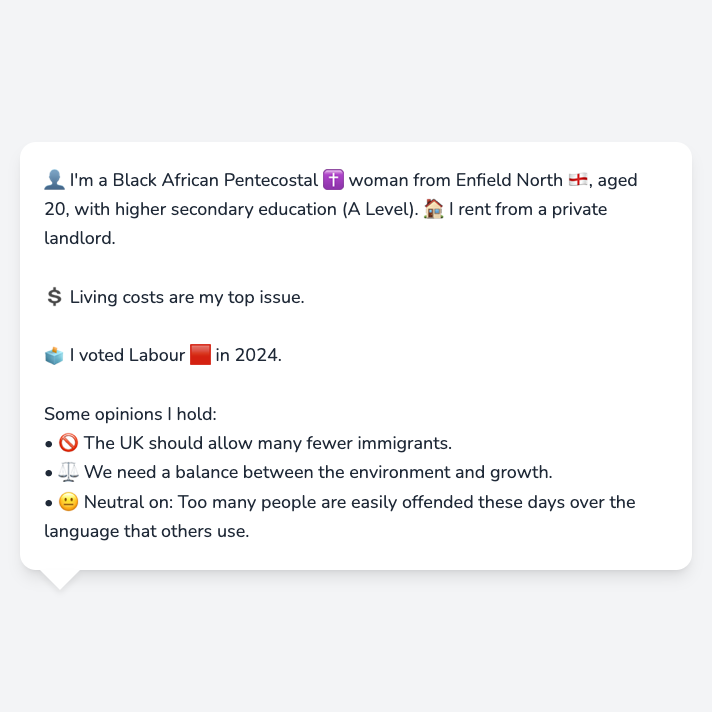 👤 I'm a Black African Pentecostal ✝️ woman from Enfield North 🏴󠁧󠁢󠁥󠁮󠁧󠁿, aged
20, with higher secondary education (A Level). 🏠 I rent from a private
landlord.
💲 Living costs are my top issue.
🗳️ I voted Labour 🟥 in 2024.
Some opinions I hold:
• 🚫 The UK should allow many fewer immigrants.
• ⚖️ We need a balance between the environment and growth.
• 😐 Neutral on: Too many people are easily offended these days over the
language that others use.